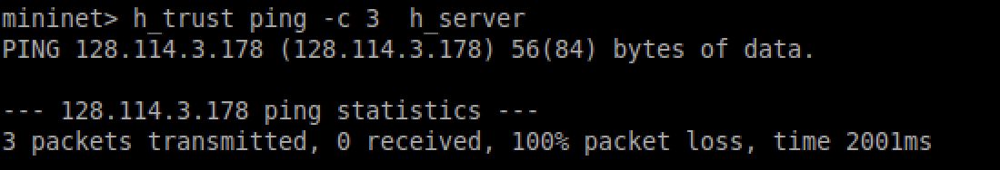 mininet> h_trust ping -c 3  h_server
PING 128.114.3.178 (128.114.3.178) 56(84) bytes of data.
--- 128.114.3.178 ping statistics ---
3 packets transmitted, 0 received, 100% packet loss, time 2001ms